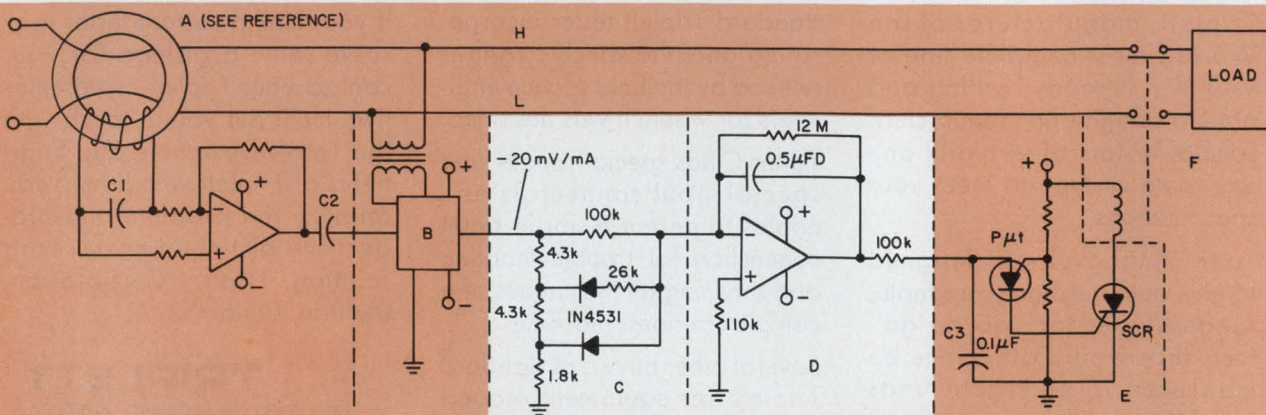 A (SEE REFERENCE)
H
L
LOAD
F
C1
+
−
−
+
C2
+
B
−
−20mV/mA
100k
4.3k
26k
1N4531
4.3k
1.8k
C
12 M
0.5µFD
−
+
+
−
110k
D
100k
+
Pµt
C3
0.1µF
SCR
E